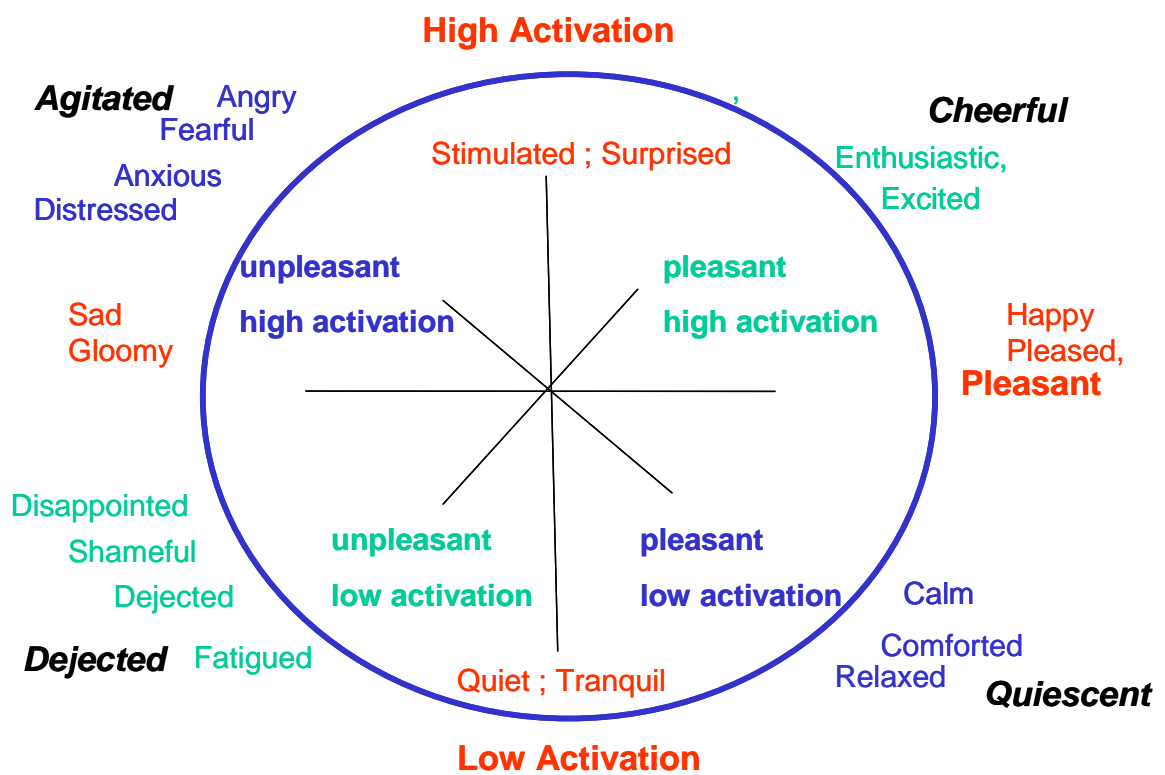 High Activation
Agitated Angry
Fearful
Anxious
Distressed
,
Cheerful
Enthusiastic,
Excited
Stimulated ; Surprised
unpleasant
high activation
pleasant
high activation
Sad
Gloomy
Happy
Pleased,
Pleasant
Disappointed
Shameful
Dejected
Dejected Fatigued
unpleasant
low activation
pleasant
low activation
Calm
Comforted
Relaxed
Quiescent
Quiet ; Tranquil
Low Activation